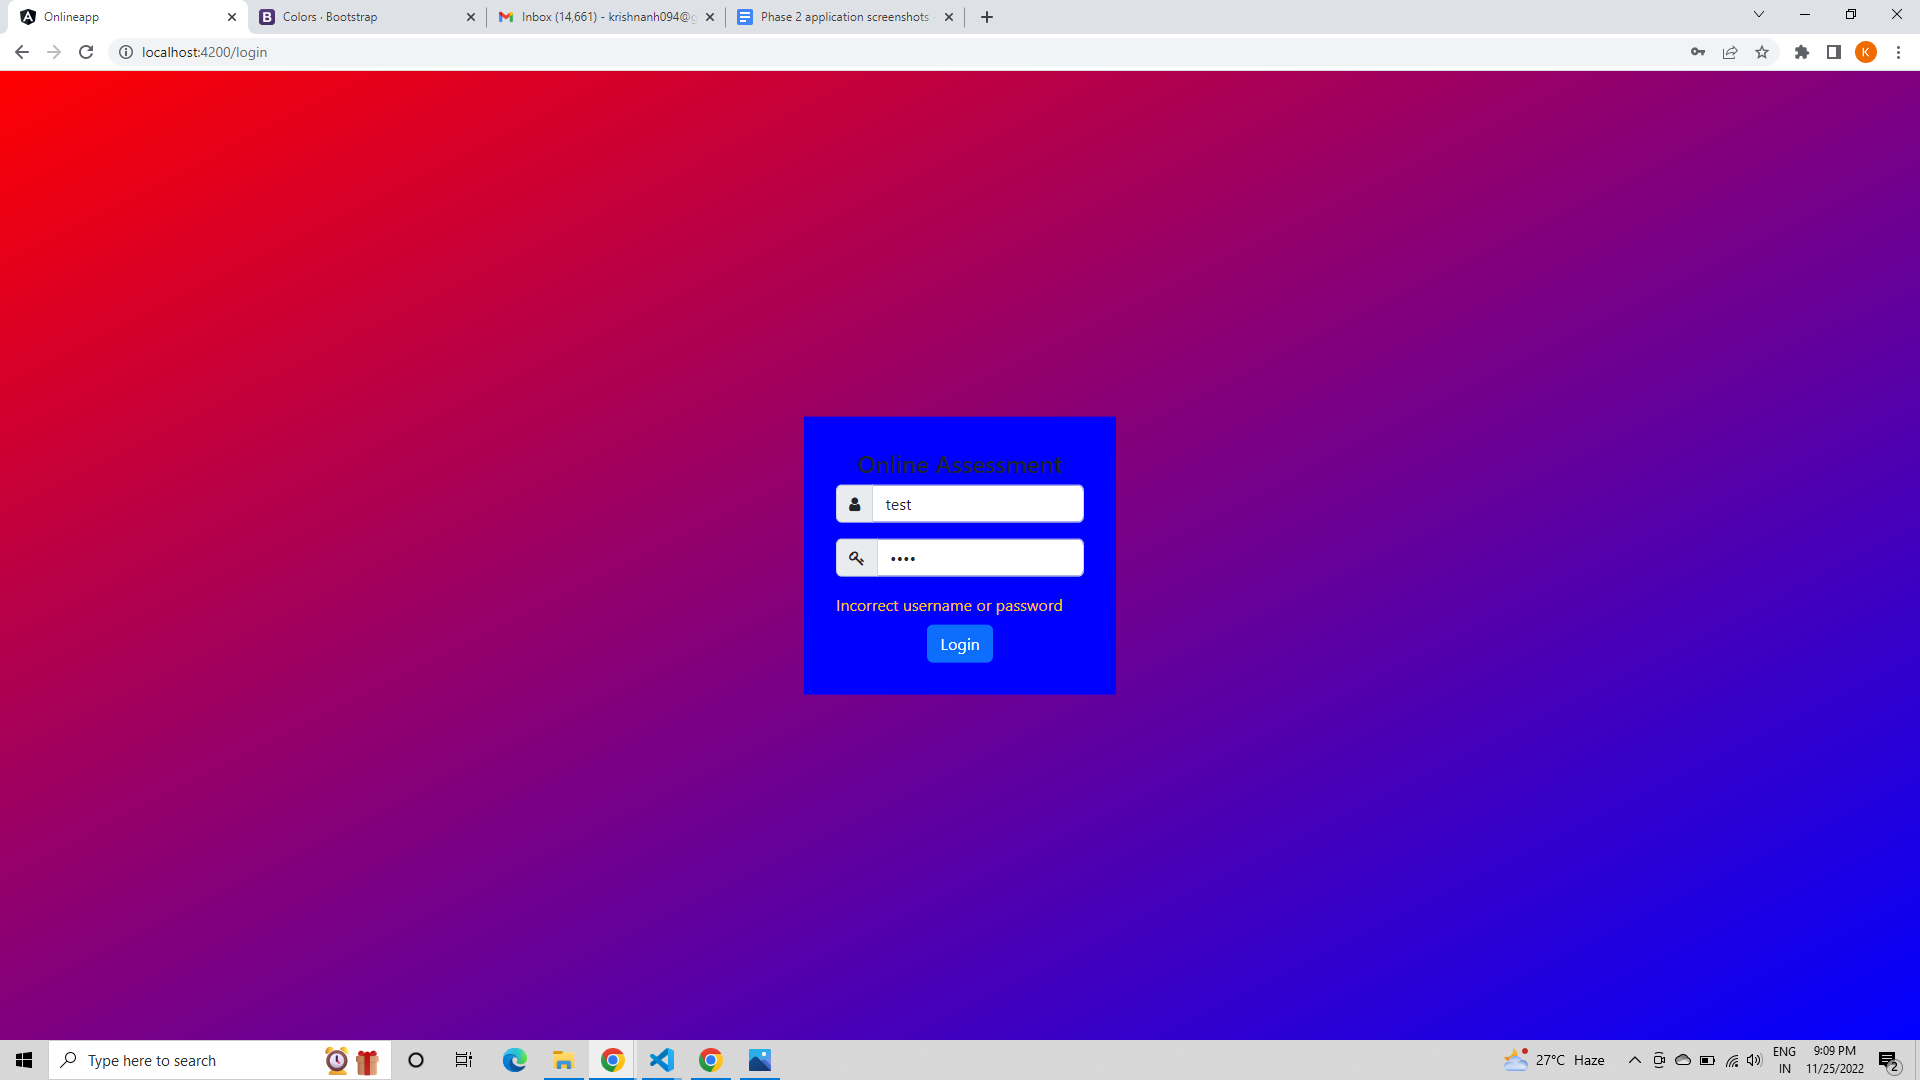 Onlineapp
Colors · Bootstrap
Inbox (14,661) - krishnanh094@g
Phase 2 application screenshots
localhost:4200/login
K
Online Assessment
test
••••
Incorrect username or password
Login
Type here to search
27°C Haze
ENG
IN
9:09 PM
11/25/2022
2